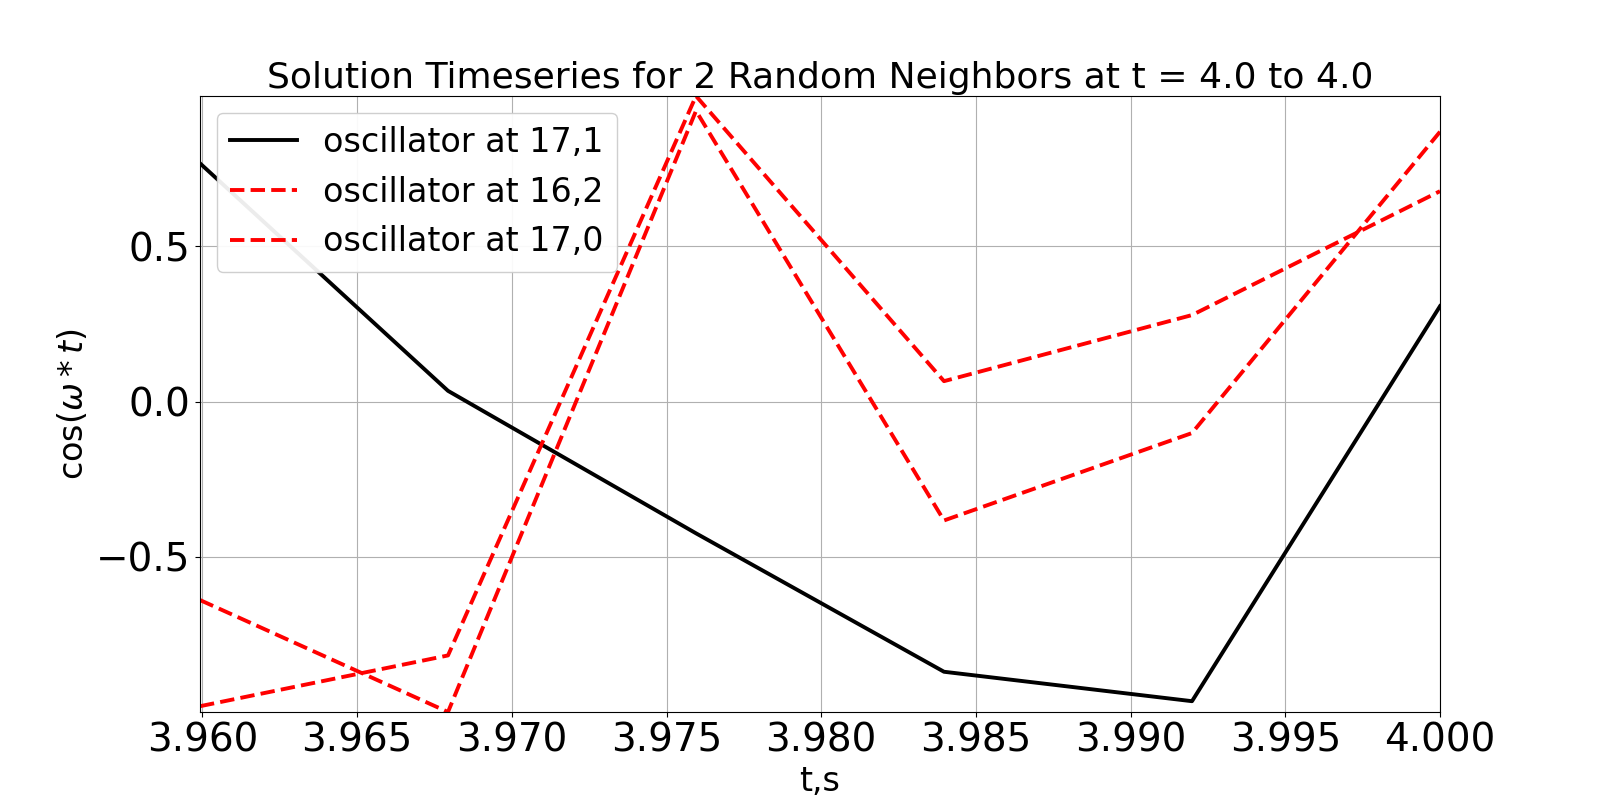 Solution Timeseries for 2 Random Neighbors at t = 4.0 to 4.0
oscillator at 17,1
oscillator at 16,2
oscillator at 17,0
0.5
0.0
−0.5
cos(ω * t)
3.960 3.965 3.970 3.975 3.980 3.985 3.990 3.995 4.000
t,s